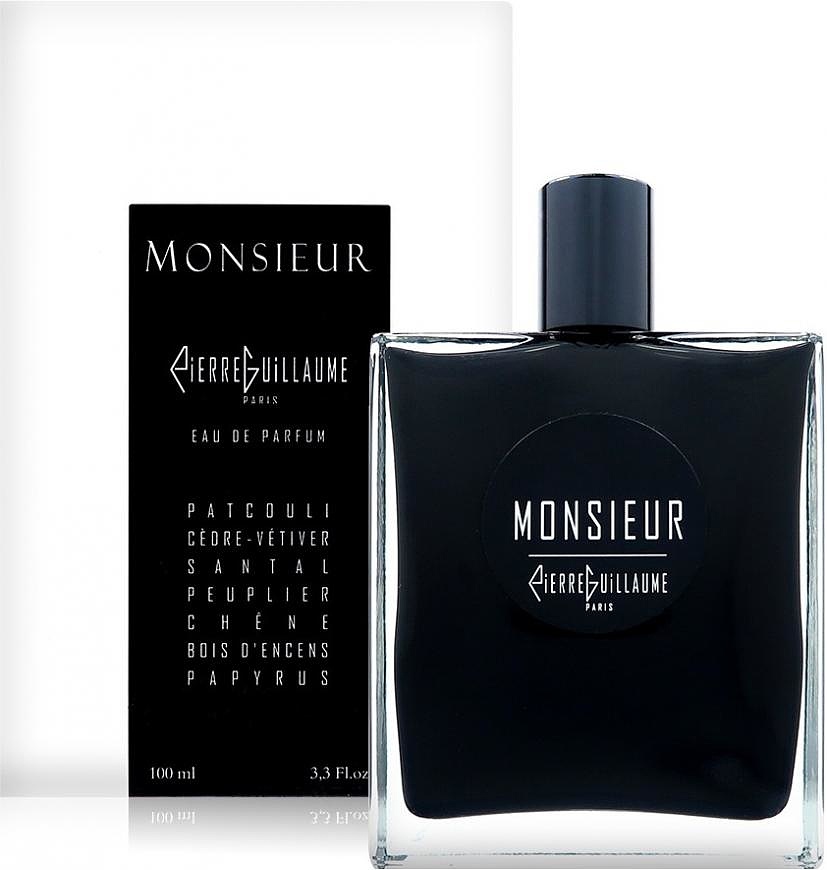 MONSIEUR
PIERREGUILLAUME
PARIS
EAU DE PARFUM
PATCOULI
CÈDRE-VÉTIVER
SANTAL
PEUPLIER
CHÊNE
BOIS D'ENCENS
PAPYRUS
100 ml 3,3 Fl.oz
MONSIEUR
PIERREGUILLAUME
PARIS